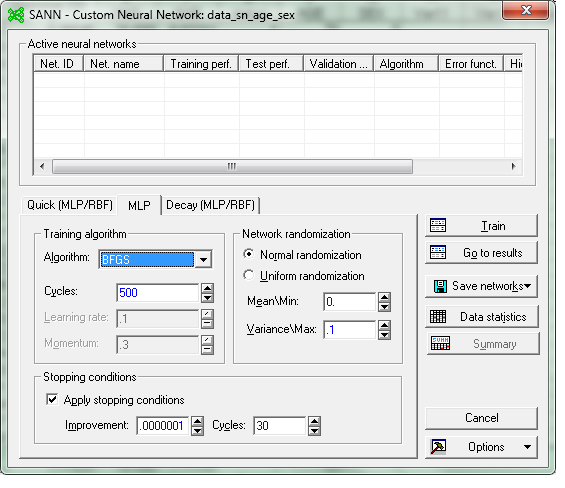 SANN - Custom Neural Network: data_sn_age_sex
Active neural networks
Net. ID Net. name Training perf. Test perf. Validation ... Algorithm Error funct. Hi
Quick (MLP/RBF) MLP Decay (MLP/RBF)
Training algorithm
Algorithm: BFGS
Cycles: 500
Learning rate: .1
Momentum: .3
Network randomization
Normal randomization
Uniform randomization
Mean\Min: 0.
Variance\Max: .1
Stopping conditions
Apply stopping conditions
Improvement: .0000001 Cycles: 30
Train
Go to results
Save networks
Data statistics
Summary
Cancel
Options